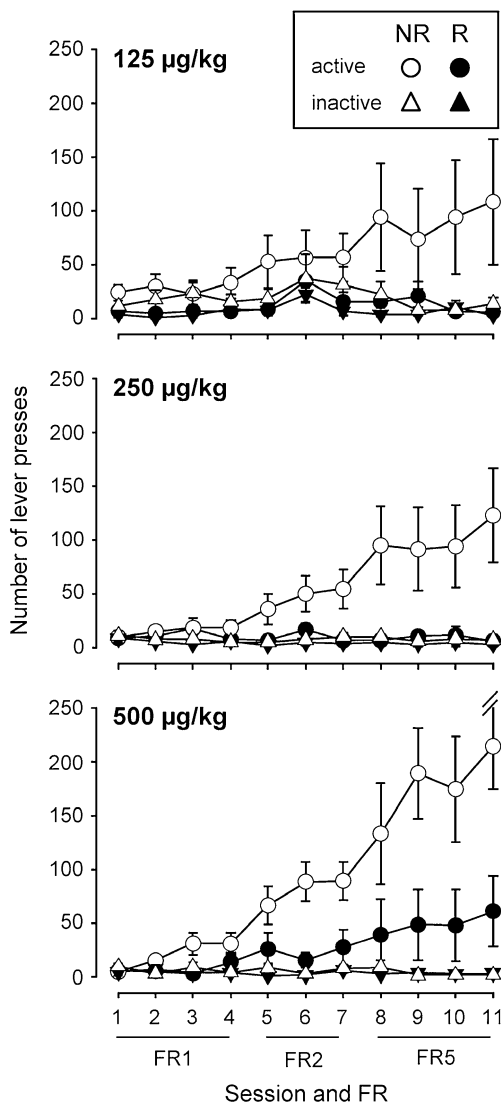 125 µg/kg
NR R
active
inactive
250
200
150
100
50
0
250 µg/kg
250
200
150
100
50
0
Number of lever presses
500 µg/kg
250
200
150
100
50
0
1 2 3 4 5 6 7 8 9 10 11
FR1 FR2 FR5
Session and FR